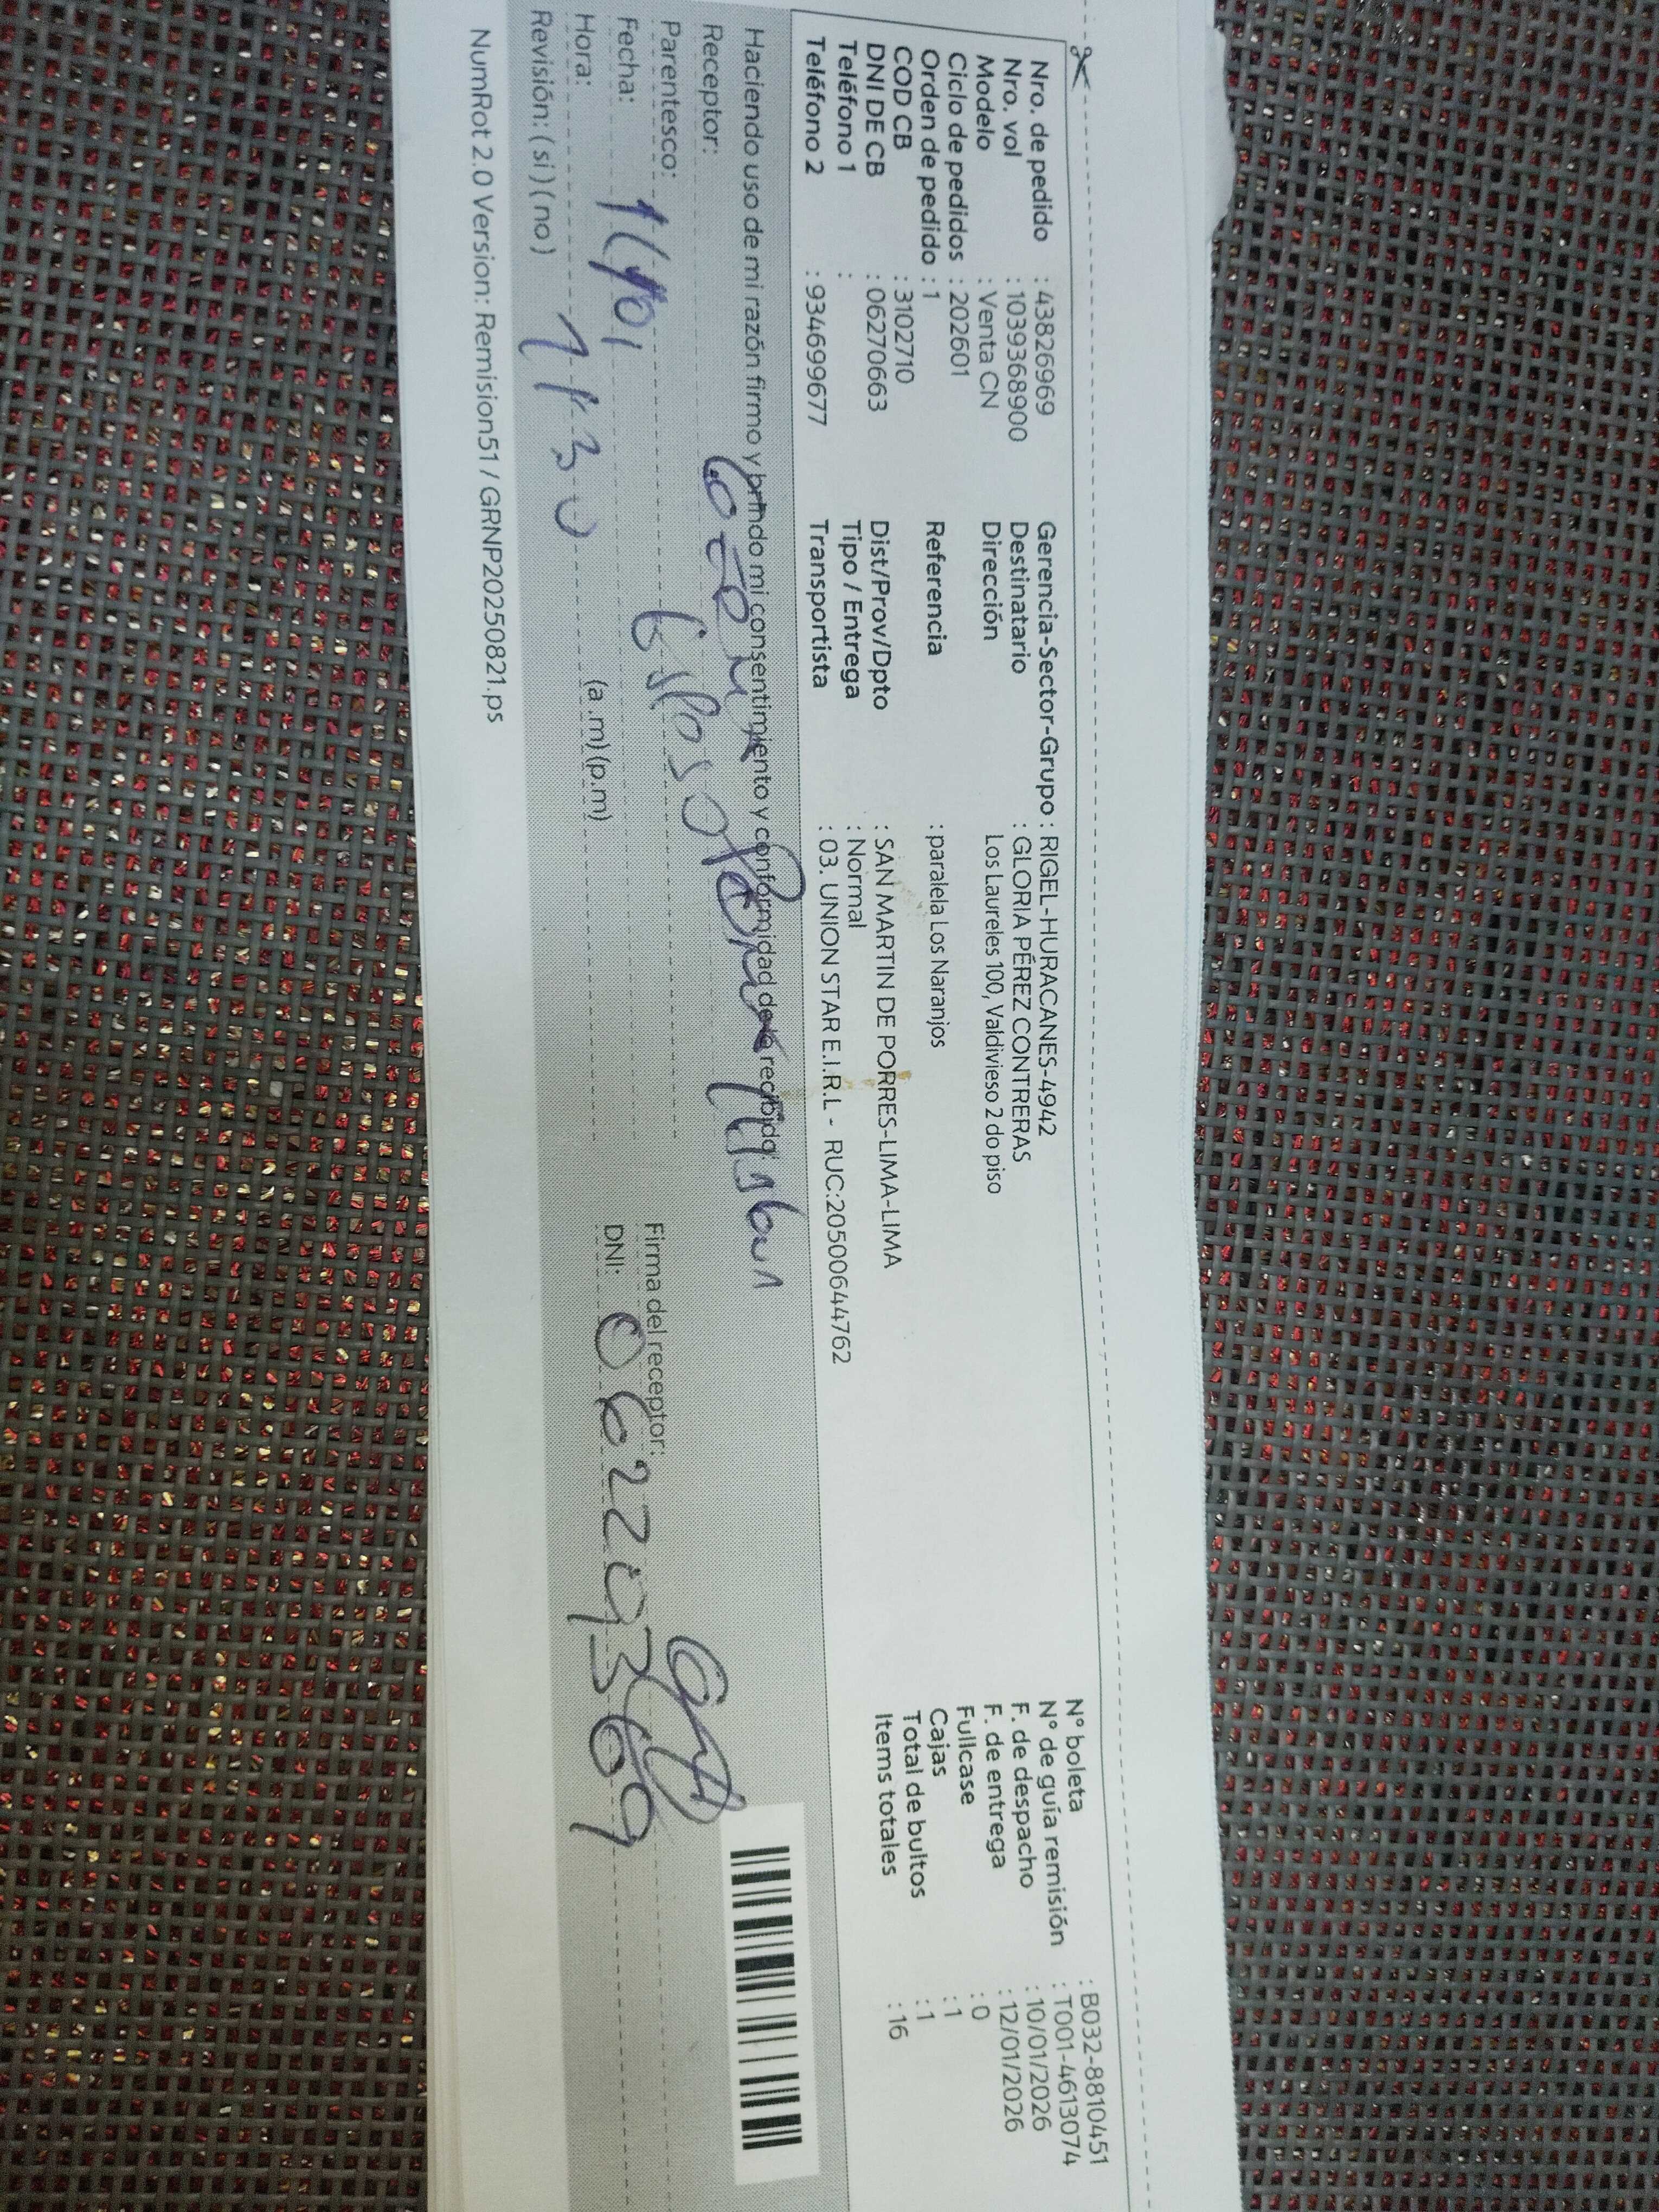 Nro. de pedido : 43826969
Nro. vol : 1039368900
Modelo : Venta CN
Ciclo de pedidos : 202601
Orden de pedido : 1
COD CB : 3102710
DNI DE CB : 06270663
Teléfono 1 :
Teléfono 2 : 934699677
Gerencia-Sector-Grupo : RIGEL-HURACANES-4942
Destinatario : GLORIA PÉREZ CONTRERAS
Dirección Los Laureles 100, Valdivieso 2 do piso
Referencia : paralela Los Naranjos
Dist/Prov/Dpto : SAN MARTIN DE PORRES-LIMA-LIMA
Tipo / Entrega : Normal
Transportista : 03. UNION STAR E.I.R.L - RUC:20500644762
N° boleta : B032-8810451
N° de guía remisión : T001-4613074
F. de despacho : 10/01/2026
F. de entrega : 12/01/2026
Fullcase : 0
Cajas : 1
Total de bultos : 1
Items totales : 16
Haciendo uso de mi razón firmo y brindo mi consentimiento y conformidad de lo recibido
Receptor:
Parentesco: Esposo
Fecha:
Hora: 1130 (a.m) (p.m)
Revisión: (si) (no)
Firma del receptor:
DNI:
NumRot 2.0 Version: Remision51 / GRNP20250821.ps